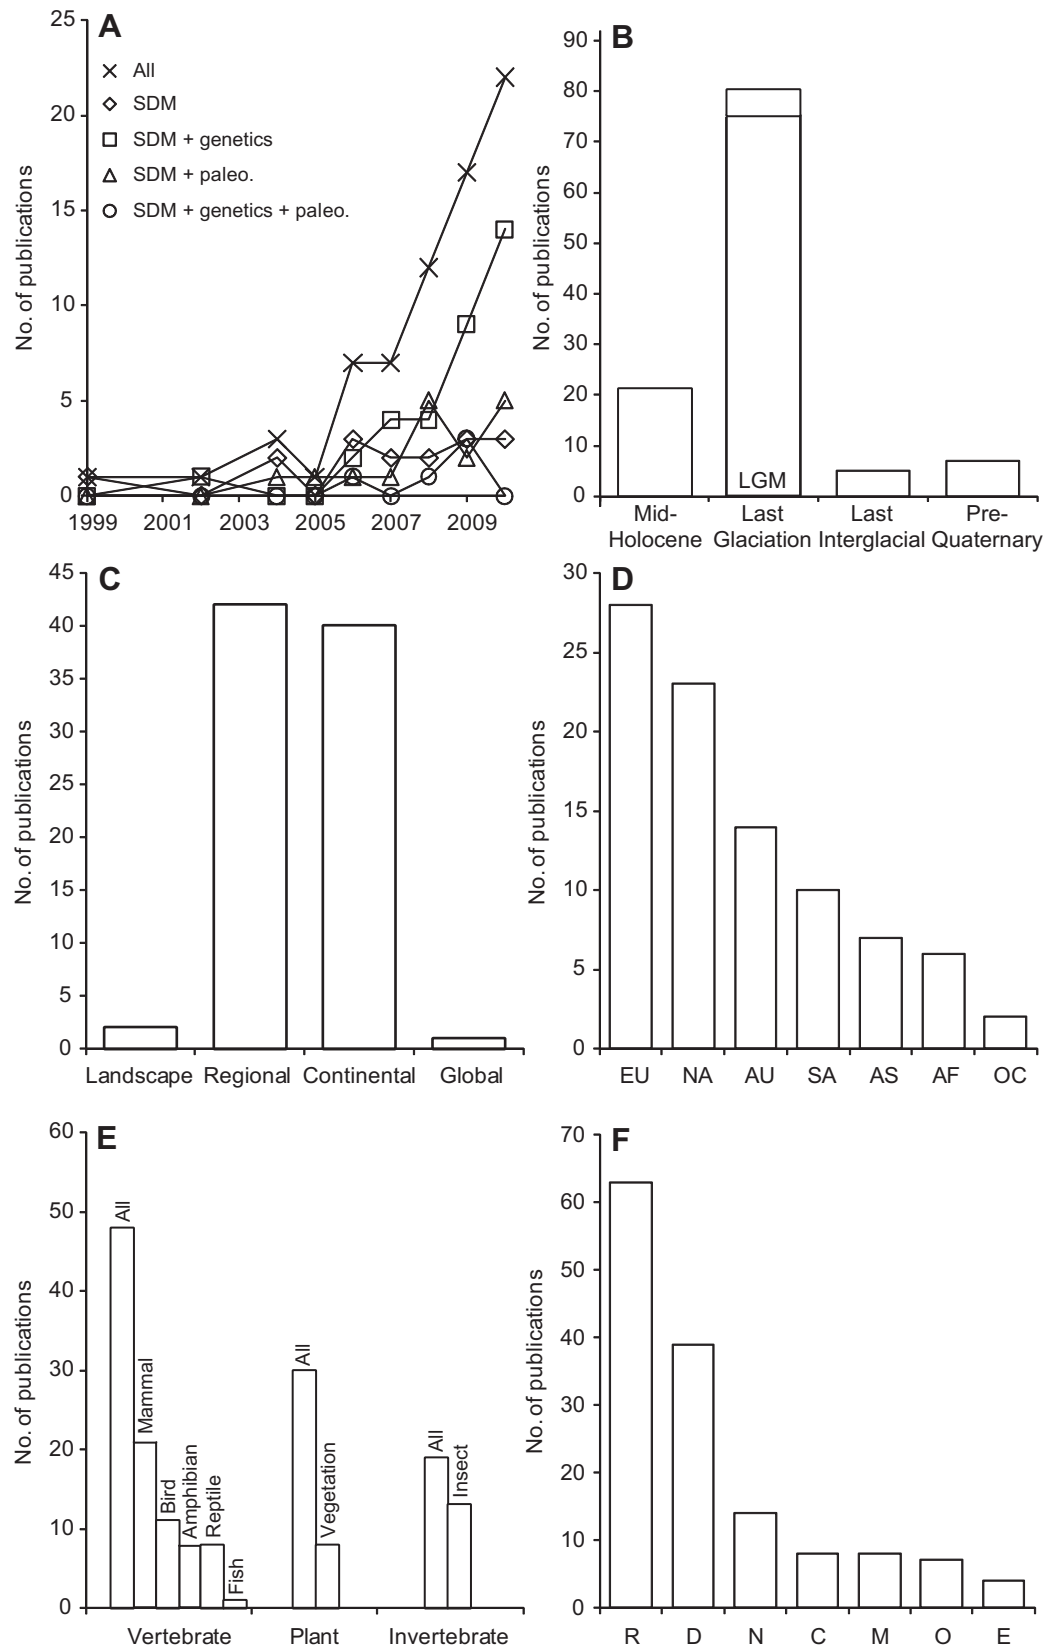 A
25
20
15
10
5
0
No. of publications
All
SDM
SDM + genetics
SDM + paleo.
SDM + genetics + paleo.
1999 2001 2003 2005 2007 2009
B
90
80
70
60
50
40
30
20
10
0
No. of publications
LGM
Mid- Last Last Pre-
Holocene Glaciation Interglacial Quaternary
C
45
40
35
30
25
20
15
10
5
0
No. of publications
Landscape Regional Continental Global
D
30
25
20
15
10
5
0
No. of publications
EU NA AU SA AS AF OC
E
60
50
40
30
20
10
0
No. of publications
All
Mammal
Bird
Amphibian
Reptile
Fish
All
Vegetation
All
Insect
Vertebrate Plant Invertebrate
F
70
60
50
40
30
20
10
0
No. of publications
R D N C M O E